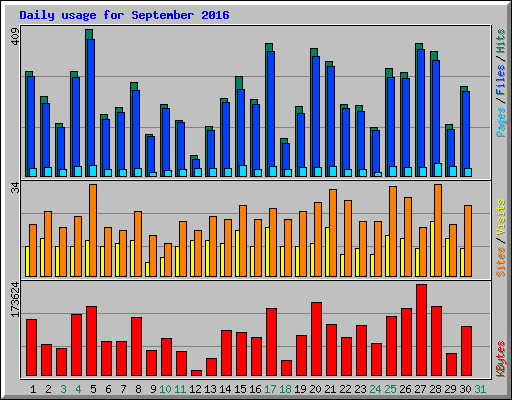 Daily usage for September 2016
409
Pages / Files / Hits
34
Sites / Visits
173624
KBytes
1 2 3 4 5 6 7 8 9 10 11 12 13 14 15 16 17 18 19 20 21 22 23 24 25 26 27 28 29 30 31